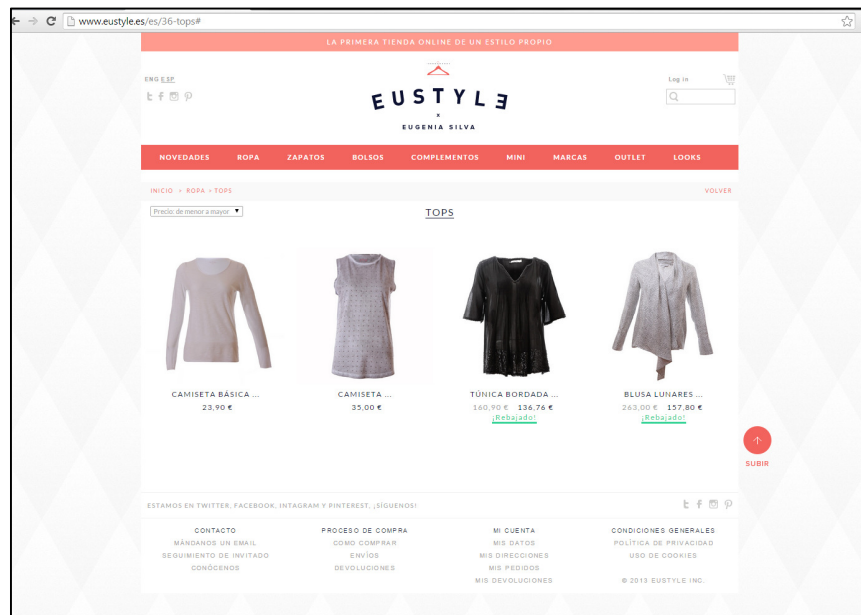 www.eustyle.es/es/36-tops#
LA PRIMERA TIENDA ONLINE DE UN ESTILO PROPIO
ENG ESP
Log in
EUSTYLE
x
EUGENIA SILVA
NOVEDADES ROPA ZAPATOS BOLSOS COMPLEMENTOS MINI MARCAS OUTLET LOOKS
INICIO > ROPA > TOPS VOLVER
Precio: de menor a mayor
TOPS
CAMISETA BÁSICA ... CAMISETA ... TÚNICA BORDADA ... BLUSA LUNARES ...
23,90 € 35,00 € 160,90 € 136,76 € 263,00 € 157,80 €
¡Rebajado! ¡Rebajado!
SUBIR
ESTAMOS EN TWITTER, FACEBOOK, INTAGRAM Y PINTEREST, ¡SÍGUENOS!
CONTACTO PROCESO DE COMPRA MI CUENTA CONDICIONES GENERALES
MÁNDANOS UN EMAIL COMO COMPRAR MIS DATOS POLÍTICA DE PRIVACIDAD
SEGUIMIENTO DE INVITADO ENVÍOS MIS DIRECCIONES USO DE COOKIES
CONÓCENOS DEVOLUCIONES MIS PEDIDOS
MIS DEVOLUCIONES © 2013 EUSTYLE INC.